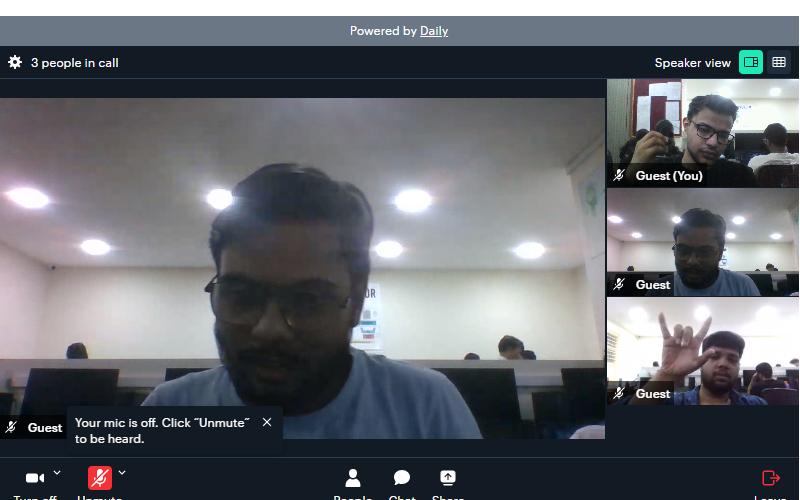 Powered by Daily
3 people in call
Speaker view
Guest (You)
Guest
Guest
OR
Guest
Your mic is off. Click “Unmute”
to be heard.
Turn off
Unmute
People
Chat
Share
Leave